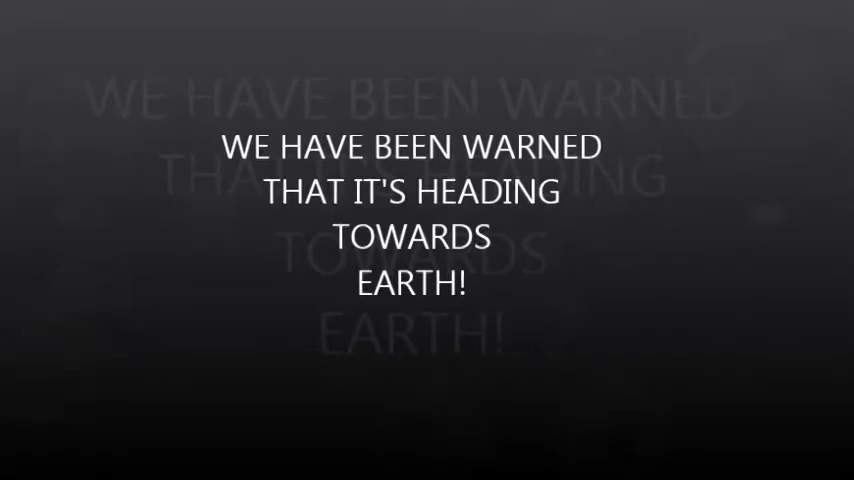 WE HAVE BEEN WARNED
THAT IT'S HEADING
TOWARDS
EARTH!